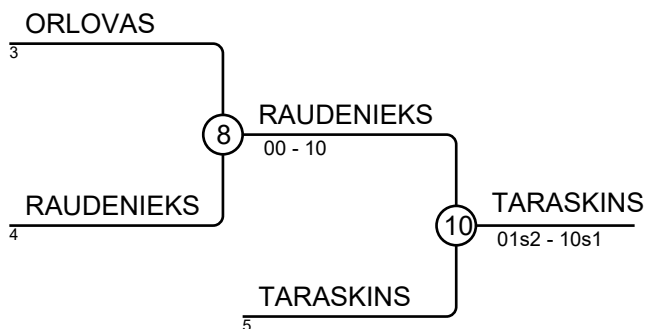 ORLOVAS
3
8
RAUDENIEKS
00 - 10
RAUDENIEKS
4
10
TARASKINS
01s2 - 10s1
TARASKINS
5